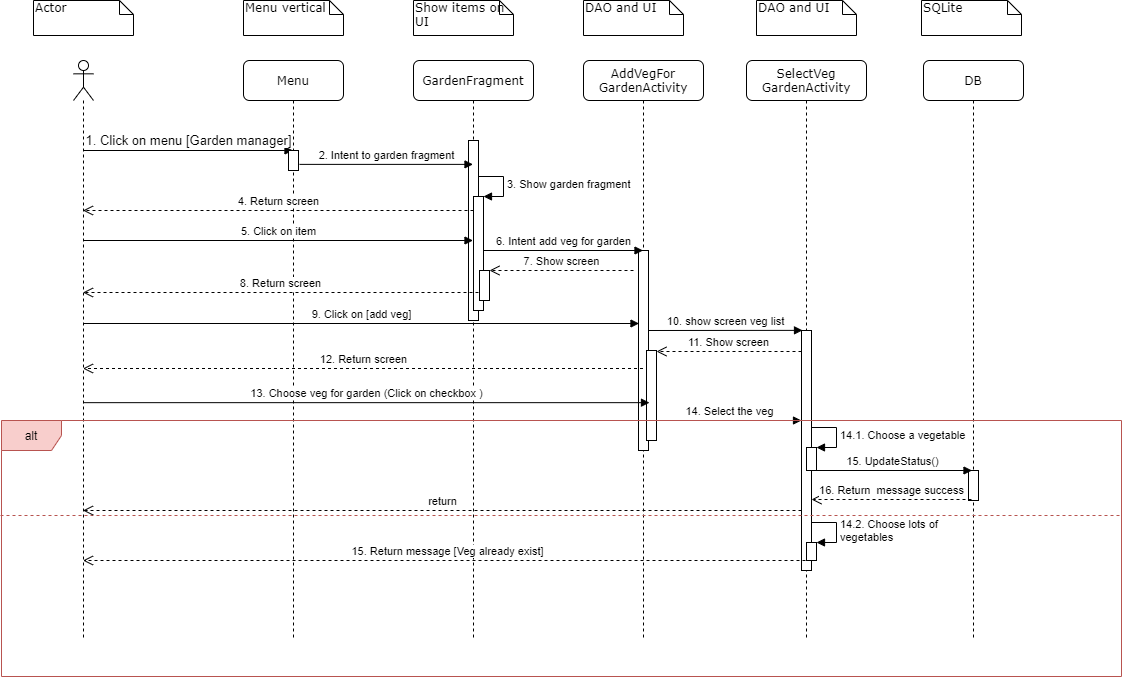 Actor
Menu vertical
Show items on
UI
DAO and UI
DAO and UI
SQLite
Menu
GardenFragment
AddVegFor
GardenActivity
SelectVeg
GardenActivity
DB
1. Click on menu [Garden manager]
2. Intent to garden fragment
3. Show garden fragment
4. Return screen
5. Click on item
6. Intent add veg for garden
7. Show screen
8. Return screen
9. Click on [add veg]
10. show screen veg list
11. Show screen
12. Return screen
13. Choose veg for garden (Click on checkbox )
14. Select the veg
alt
14.1. Choose a vegetable
15. UpdateStatus()
16. Return  message success
return
14.2. Choose lots of
vegetables
15. Return message [Veg already exist]